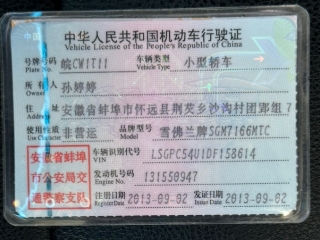 中华人民共和国机动车行驶证
Vehicle License of the People's Republic of China
号牌号码 皖CW1T11 车辆类型 小型轿车
Plate No. Vehicle Type
所有人 孙婷婷
Owner
住址 安徽省蚌埠市怀远县荆芡乡沙沟村团郢组7
Address
使用性质 非营运 品牌型号 雪佛兰牌SGM7166MTC
Use Character Model
安徽省蚌埠市公安局交通警察支队
车辆识别代号 LSGPC54U1DF158614
VIN
发动机号码 131550947
Engine No.
注册日期 2013-09-02 发证日期 2013-09-02
Register Date Issue Date